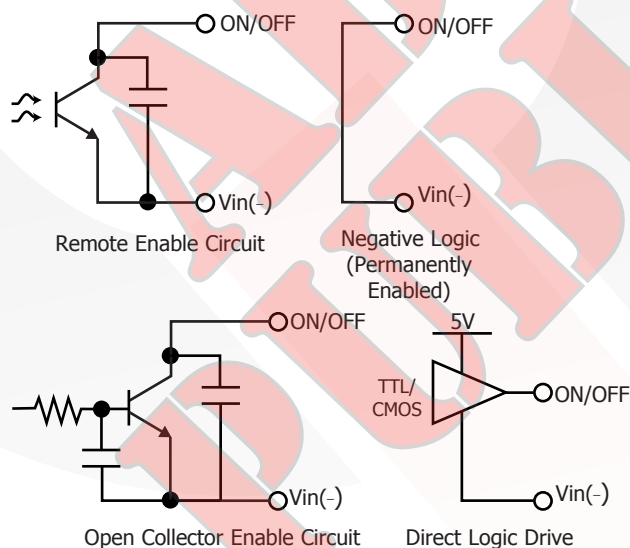 ON/OFF
Vin(-)
Remote Enable Circuit
ON/OFF
Vin(-)
Negative Logic
(Permanently
Enabled)
ON/OFF
Vin(-)
Open Collector Enable Circuit
5V
TTL/
CMOS
ON/OFF
Vin(-)
Direct Logic Drive